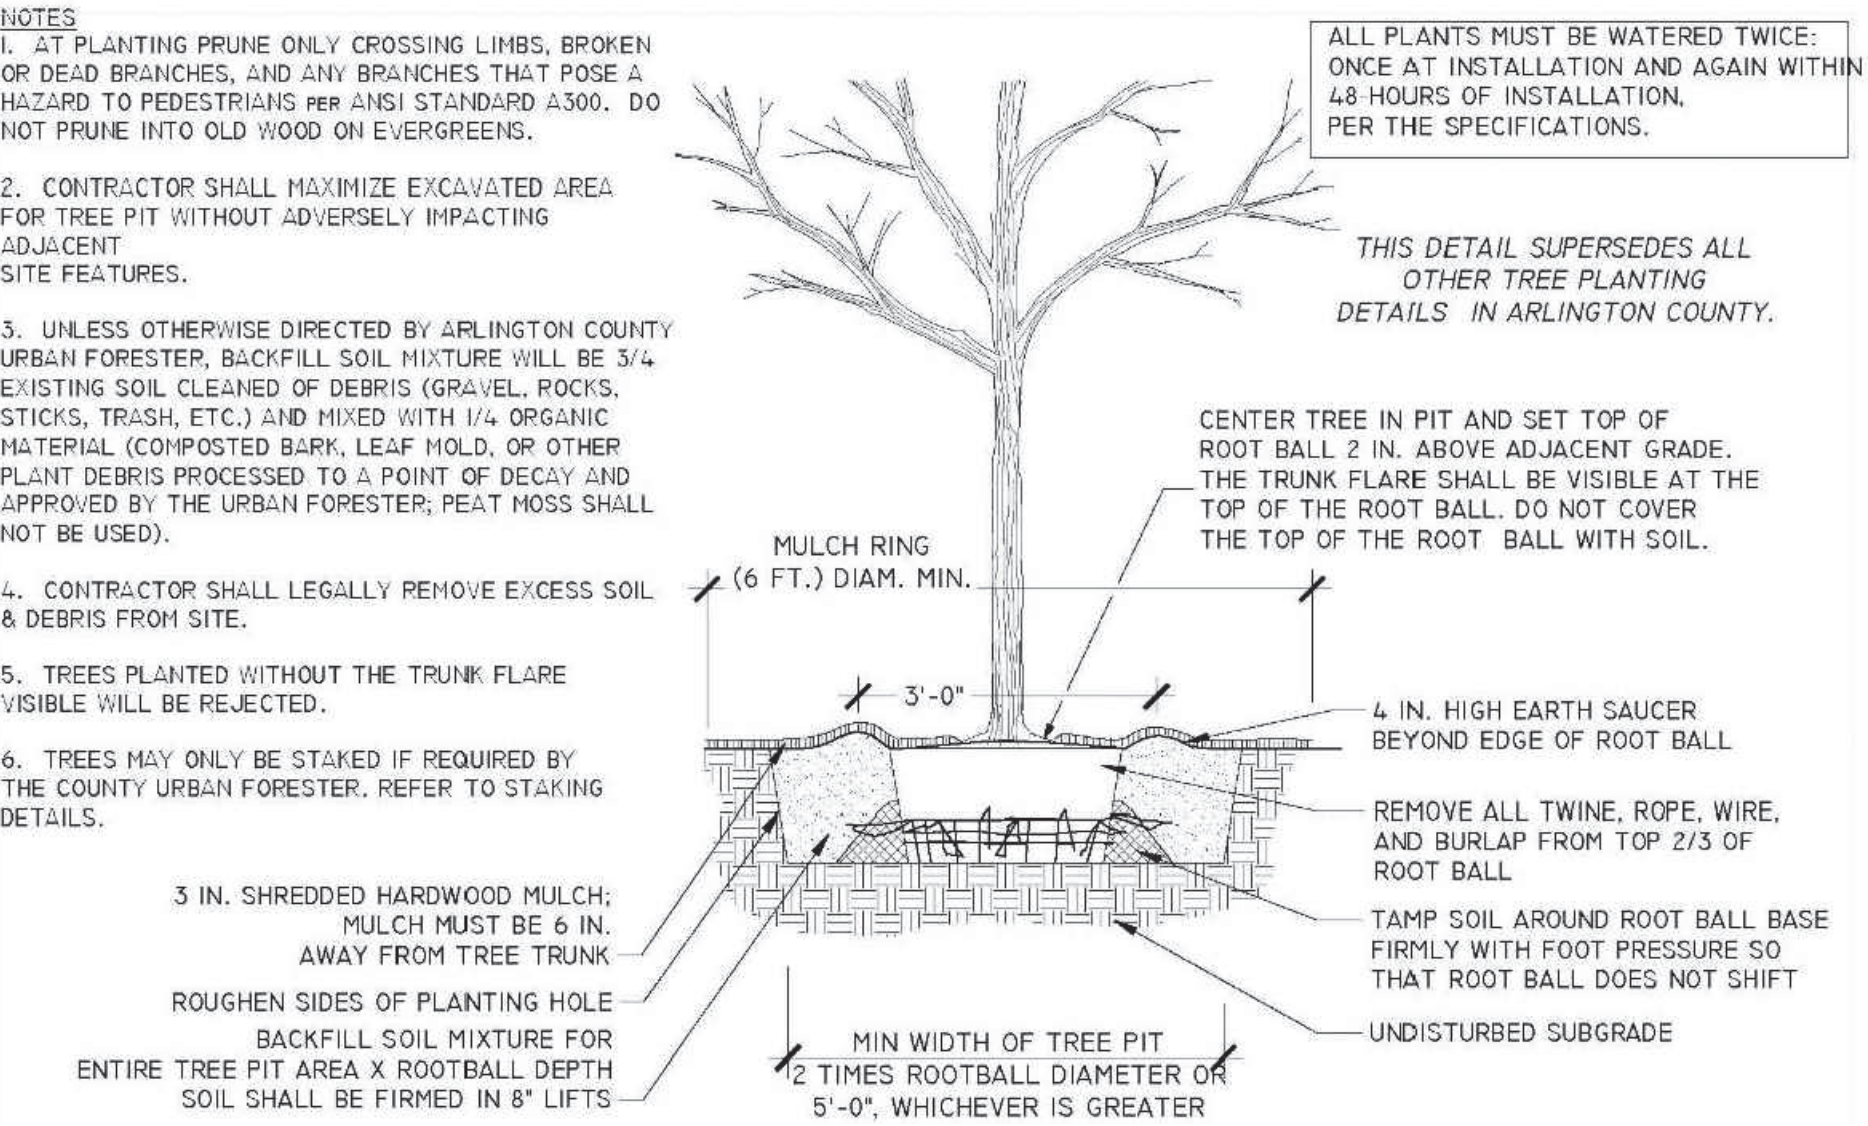 NOTES
1. AT PLANTING PRUNE ONLY CROSSING LIMBS, BROKEN
OR DEAD BRANCHES, AND ANY BRANCHES THAT POSE A
HAZARD TO PEDESTRIANS PER ANSI STANDARD A300. DO
NOT PRUNE INTO OLD WOOD ON EVERGREENS.
2. CONTRACTOR SHALL MAXIMIZE EXCAVATED AREA
FOR TREE PIT WITHOUT ADVERSELY IMPACTING
ADJACENT
SITE FEATURES.
3. UNLESS OTHERWISE DIRECTED BY ARLINGTON COUNTY
URBAN FORESTER, BACKFILL SOIL MIXTURE WILL BE 3/4
EXISTING SOIL CLEANED OF DEBRIS (GRAVEL, ROCKS,
STICKS, TRASH, ETC.) AND MIXED WITH 1/4 ORGANIC
MATERIAL (COMPOSTED BARK, LEAF MOLD, OR OTHER
PLANT DEBRIS PROCESSED TO A POINT OF DECAY AND
APPROVED BY THE URBAN FORESTER; PEAT MOSS SHALL
NOT BE USED).
4. CONTRACTOR SHALL LEGALLY REMOVE EXCESS SOIL
& DEBRIS FROM SITE.
5. TREES PLANTED WITHOUT THE TRUNK FLARE
VISIBLE WILL BE REJECTED.
6. TREES MAY ONLY BE STAKED IF REQUIRED BY
THE COUNTY URBAN FORESTER. REFER TO STAKING
DETAILS.
ALL PLANTS MUST BE WATERED TWICE:
ONCE AT INSTALLATION AND AGAIN WITHIN
48-HOURS OF INSTALLATION,
PER THE SPECIFICATIONS.
THIS DETAIL SUPERSEDES ALL
OTHER TREE PLANTING
DETAILS IN ARLINGTON COUNTY.
CENTER TREE IN PIT AND SET TOP OF
ROOT BALL 2 IN. ABOVE ADJACENT GRADE.
THE TRUNK FLARE SHALL BE VISIBLE AT THE
TOP OF THE ROOT BALL. DO NOT COVER
THE TOP OF THE ROOT BALL WITH SOIL.
MULCH RING
(6 FT.) DIAM. MIN.
3'-0"
4 IN. HIGH EARTH SAUCER
BEYOND EDGE OF ROOT BALL
REMOVE ALL TWINE, ROPE, WIRE,
AND BURLAP FROM TOP 2/3 OF
ROOT BALL
TAMP SOIL AROUND ROOT BALL BASE
FIRMLY WITH FOOT PRESSURE SO
THAT ROOT BALL DOES NOT SHIFT
UNDISTURBED SUBGRADE
3 IN. SHREDDED HARDWOOD MULCH;
MULCH MUST BE 6 IN.
AWAY FROM TREE TRUNK
ROUGHEN SIDES OF PLANTING HOLE
BACKFILL SOIL MIXTURE FOR
ENTIRE TREE PIT AREA X ROOTBALL DEPTH
SOIL SHALL BE FIRMED IN 8" LIFTS
MIN WIDTH OF TREE PIT
2 TIMES ROOTBALL DIAMETER OR
5'-0", WHICHEVER IS GREATER